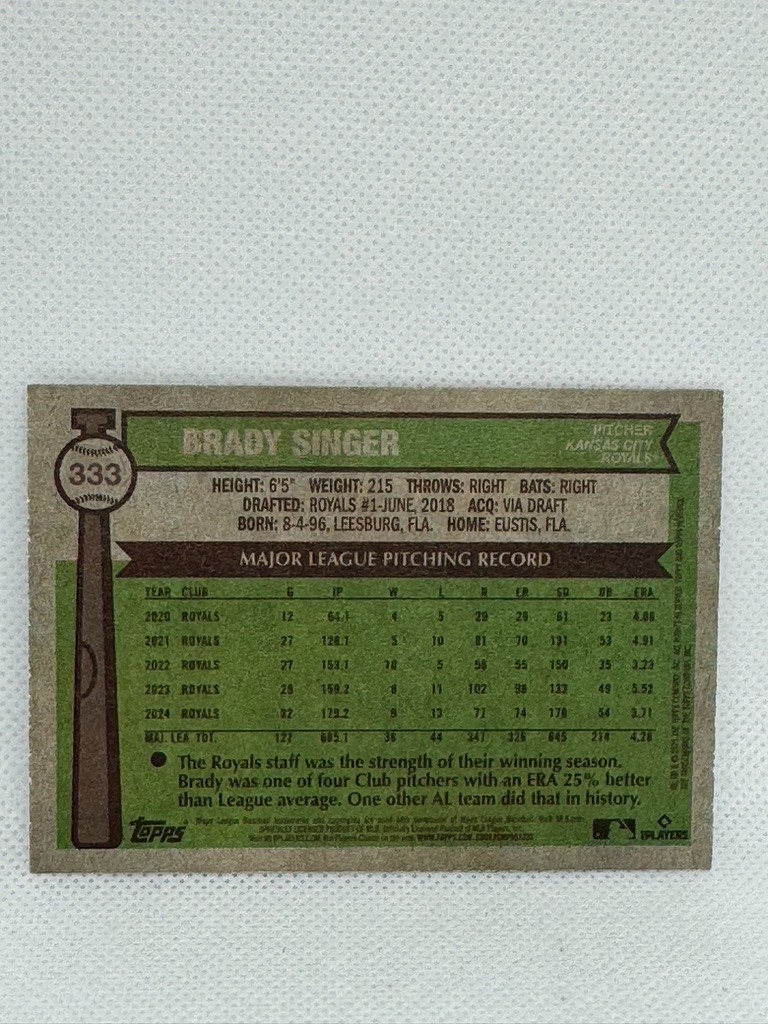 333
BRADY SINGER
PITCHER
KANSAS CITY
ROYALS
HEIGHT: 6'5" WEIGHT: 215 THROWS: RIGHT BATS: RIGHT
DRAFTED: ROYALS #1-JUNE, 2018 ACQ: VIA DRAFT
BORN: 8-4-96, LEESBURG, FLA. HOME: EUSTIS, FLA.
MAJOR LEAGUE PITCHING RECORD
YEAR CLUB G IP W L R ER SO BB ERA
2020 ROYALS 12 64.1 4 5 29 29 61 23 4.06
2021 ROYALS 27 128.1 5 10 81 70 131 53 4.91
2022 ROYALS 27 153.1 10 5 58 55 150 35 3.23
2023 ROYALS 29 159.2 8 11 102 98 133 49 5.52
2024 ROYALS 32 179.2 9 13 77 74 170 54 3.71
MAJ. LEA. TOT. 127 685.1 36 44 347 326 645 214 4.28
● The Royals staff was the strength of their winning season.
Brady was one of four Club pitchers with an ERA 25% better
than League average. One other AL team did that in history.
topps
PLAYERS